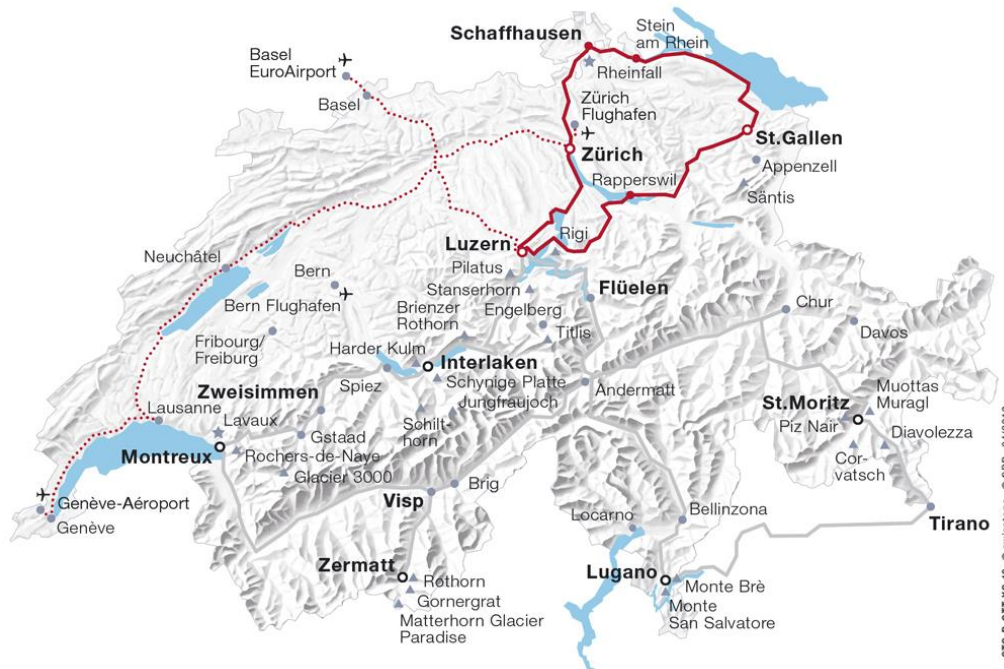 Schaffhausen
Stein
am Rhein
Basel
EuroAirport
Rheinfall
Basel
Zürich
Flughafen
St.Gallen
Zürich
Appenzell
Rapperswil
Säntis
Luzern
Rigi
Neuchâtel
Pilatus
Bern
Stanserhorn
Flüelen
Bern Flughafen
Brienzer
Rothorn
Engelberg
Chur
Titlis
Davos
Fribourg/
Freiburg
Harder Kulm
Interlaken
Spiez
Schynige Platte
Zweisimmen
Jungfraujoch
Andermatt
Muottas
Muragl
St.Moritz
Lausanne
Lavaux
Schilt-
horn
Piz Nair
Gstaad
Diavolezza
Montreux
Rochers-de-Naye
Cor-
vatsch
Glacier 3000
Brig
Visp
Genève-Aéroport
Genève
Locarno
Bellinzona
Tirano
Zermatt
Rothorn
Lugano
Monte Brè
Gornergrat
Monte
San Salvatore
Matterhorn Glacier
Paradise